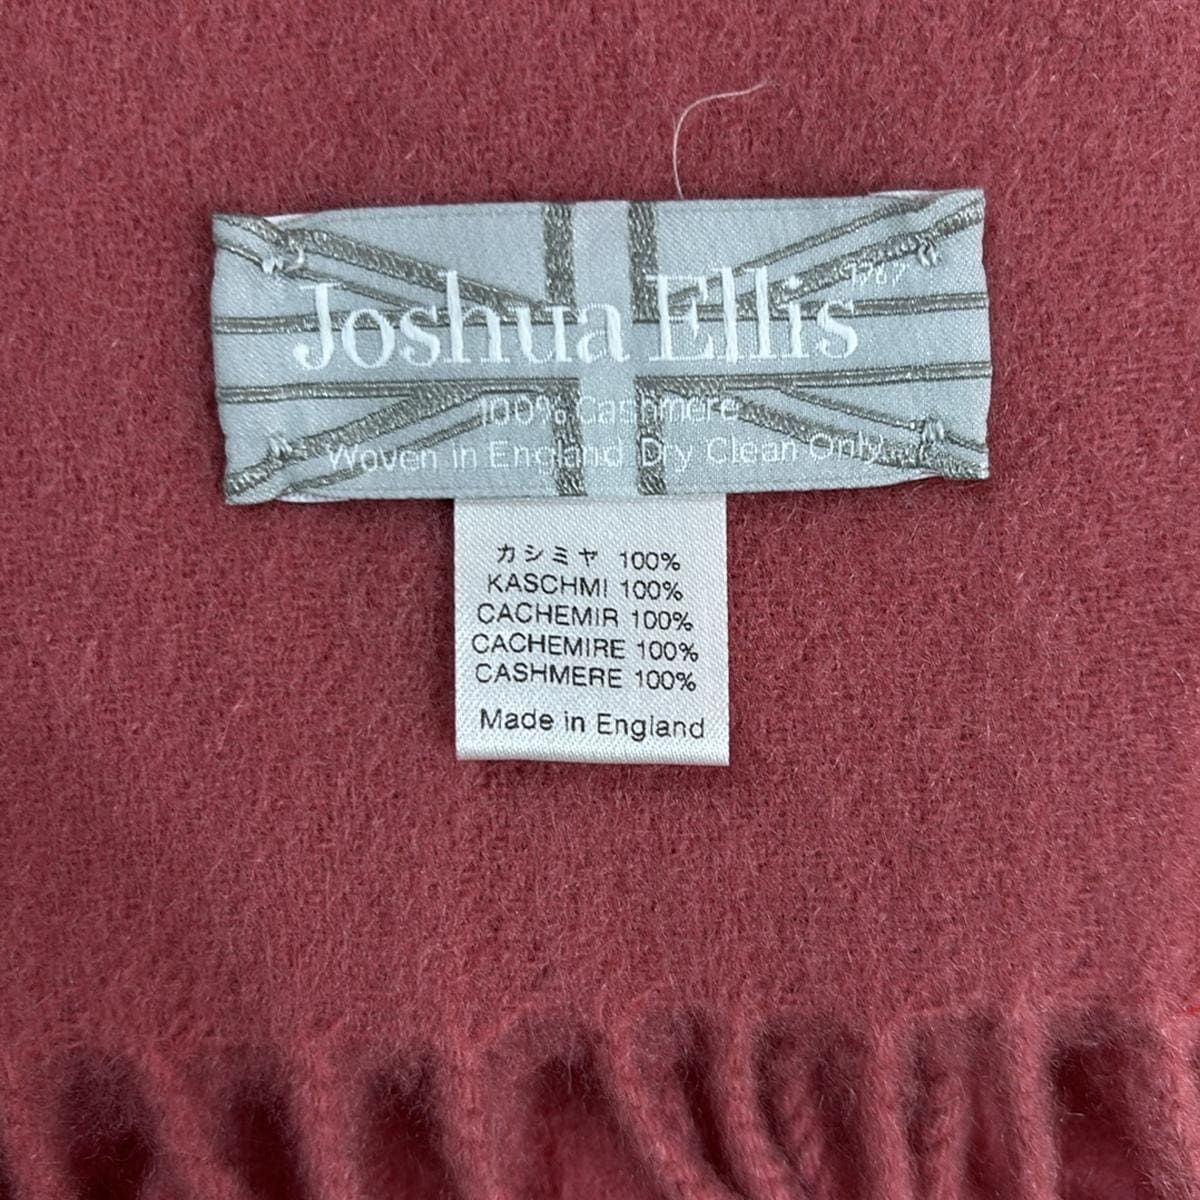 Joshua Ellis 1767
100% Cashmere
Woven in England Dry Clean Only
カシミヤ 100%
KASCHMI 100%
CACHEMIR 100%
CACHEMIRE 100%
CASHMERE 100%
Made in England